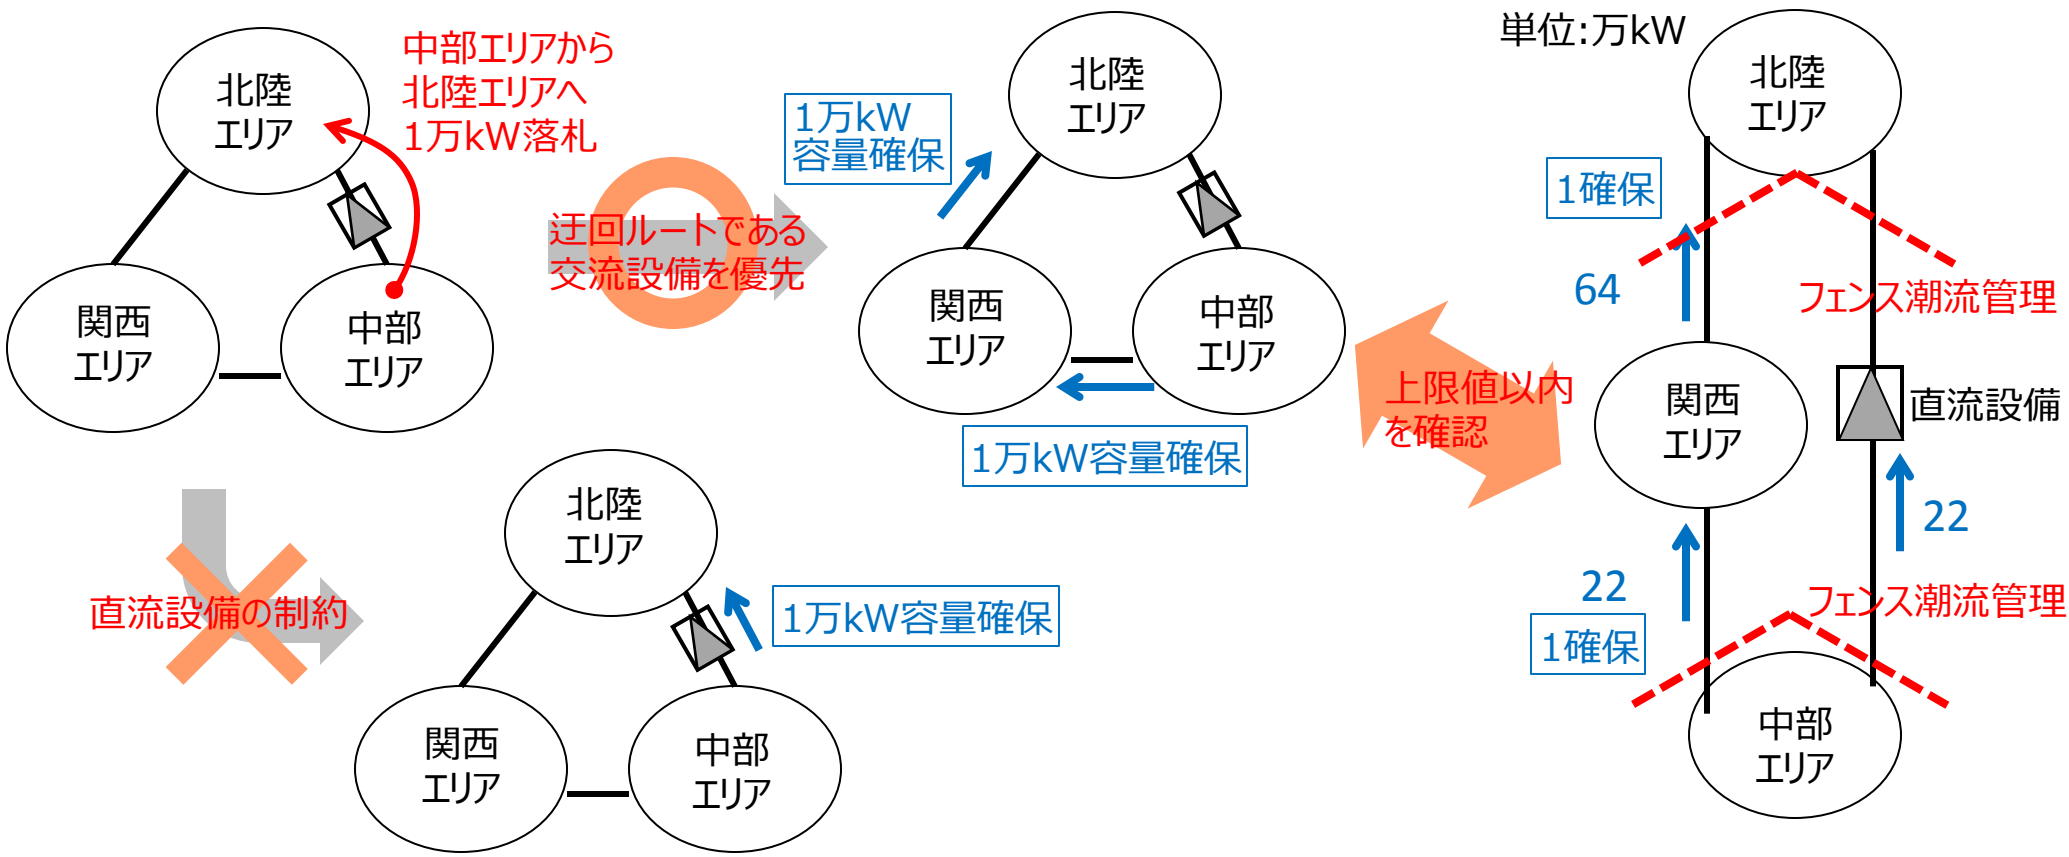 北陸
エリア
中部エリアから
北陸エリアへ
1万kW落札
関西
エリア
中部
エリア
迂回ルートである
交流設備を優先
1万kW
容量確保
北陸
エリア
関西
エリア
中部
エリア
1万kW容量確保
上限値以内
を確認
直流設備の制約
北陸
エリア
1万kW容量確保
関西
エリア
中部
エリア
単位:万kW
北陸
エリア
1確保
64
フェンス潮流管理
関西
エリア
直流設備
22
22
1確保
フェンス潮流管理
中部
エリア